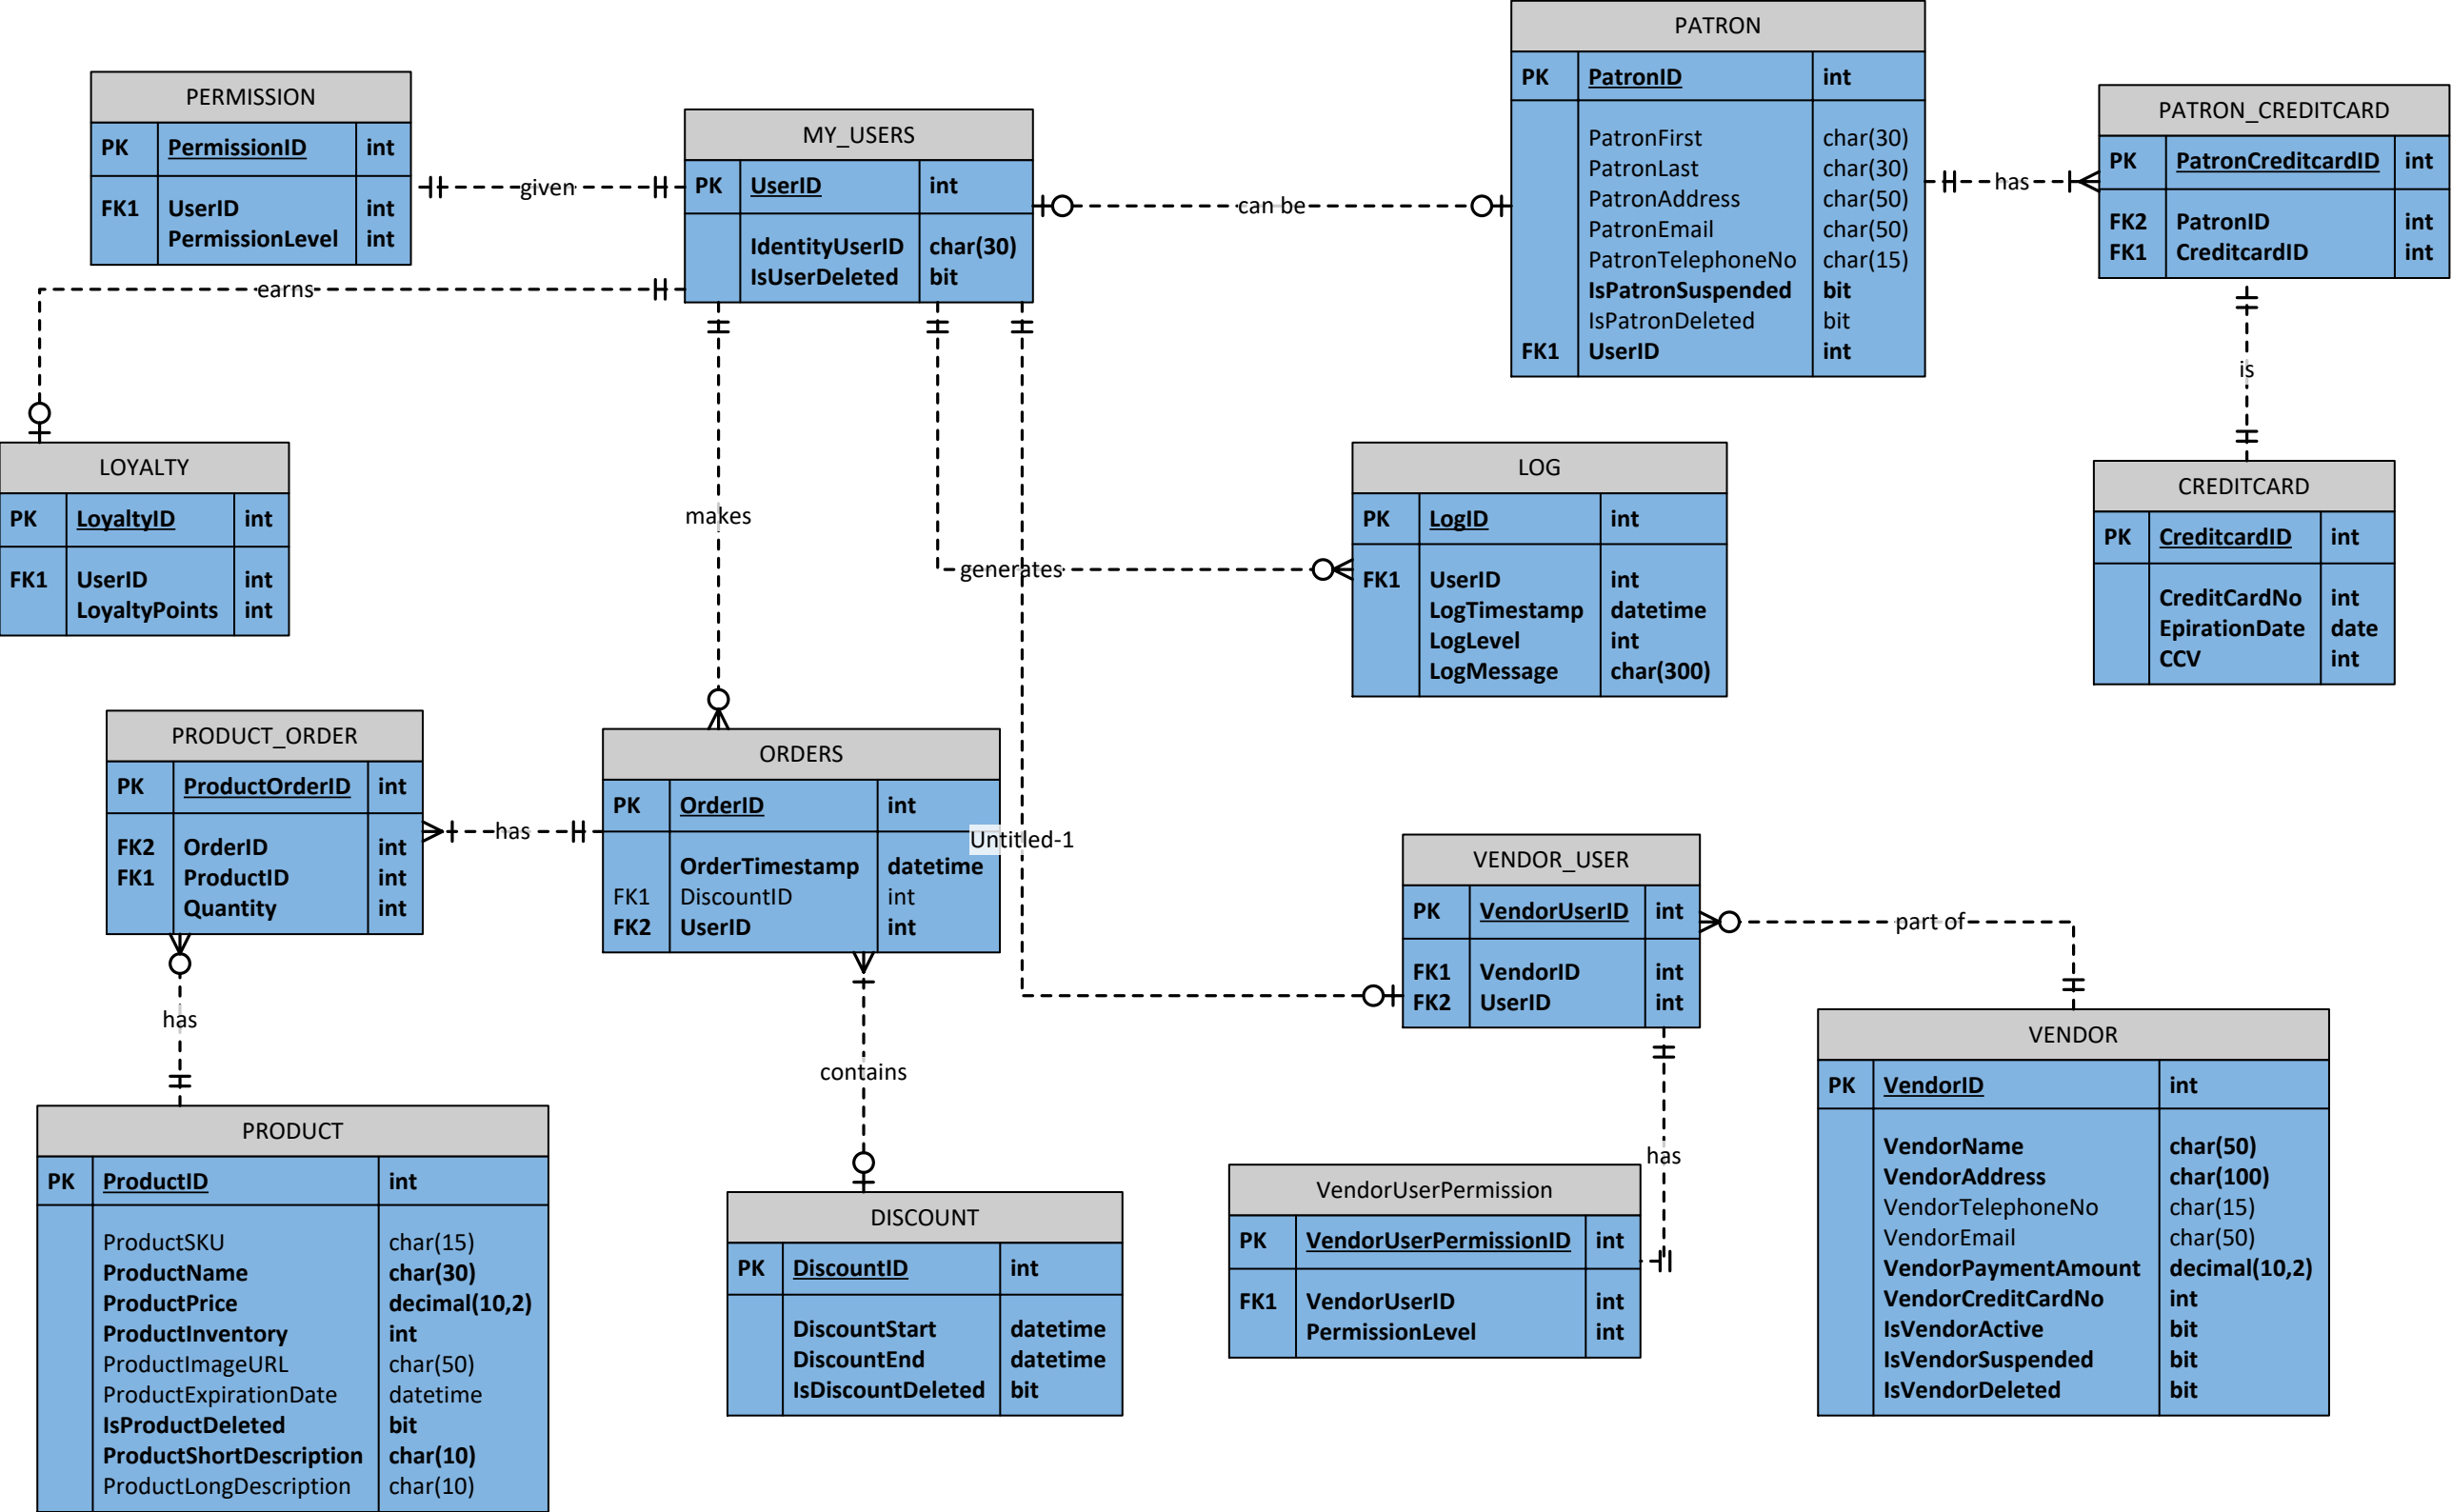 PATRON
PK PatronID int
PatronFirst char(30)
PatronLast char(30)
PatronAddress char(50)
PatronEmail char(50)
PatronTelephoneNo char(15)
IsPatronSuspended bit
IsPatronDeleted bit
FK1 UserID int
PERMISSION
PK PermissionID int
FK1 UserID int
PermissionLevel int
given
MY_USERS
PK UserID int
IdentityUserID char(30)
IsUserDeleted bit
can be
has
PATRON_CREDITCARD
PK PatronCreditcardID int
FK2 PatronID int
FK1 CreditcardID int
earns
is
LOYALTY
PK LoyaltyID int
FK1 UserID int
LoyaltyPoints int
makes
generates
LOG
PK LogID int
FK1 UserID int
LogTimestamp datetime
LogLevel int
LogMessage char(300)
CREDITCARD
PK CreditcardID int
CreditCardNo int
EpirationDate date
CCV int
PRODUCT_ORDER
PK ProductOrderID int
FK2 OrderID int
FK1 ProductID int
Quantity int
has
ORDERS
PK OrderID int
OrderTimestamp datetime
FK1 DiscountID int
FK2 UserID int
Untitled-1
VENDOR_USER
PK VendorUserID int
FK1 VendorID int
FK2 UserID int
part of
has
contains
has
VENDOR
PK VendorID int
VendorName char(50)
VendorAddress char(100)
VendorTelephoneNo char(15)
VendorEmail char(50)
VendorPaymentAmount decimal(10,2)
VendorCreditCardNo int
IsVendorActive bit
IsVendorSuspended bit
IsVendorDeleted bit
PRODUCT
PK ProductID int
ProductSKU char(15)
ProductName char(30)
ProductPrice decimal(10,2)
ProductInventory int
ProductImageURL char(50)
ProductExpirationDate datetime
IsProductDeleted bit
ProductShortDescription char(10)
ProductLongDescription char(10)
DISCOUNT
PK DiscountID int
DiscountStart datetime
DiscountEnd datetime
IsDiscountDeleted bit
VendorUserPermission
PK VendorUserPermissionID int
FK1 VendorUserID int
PermissionLevel int